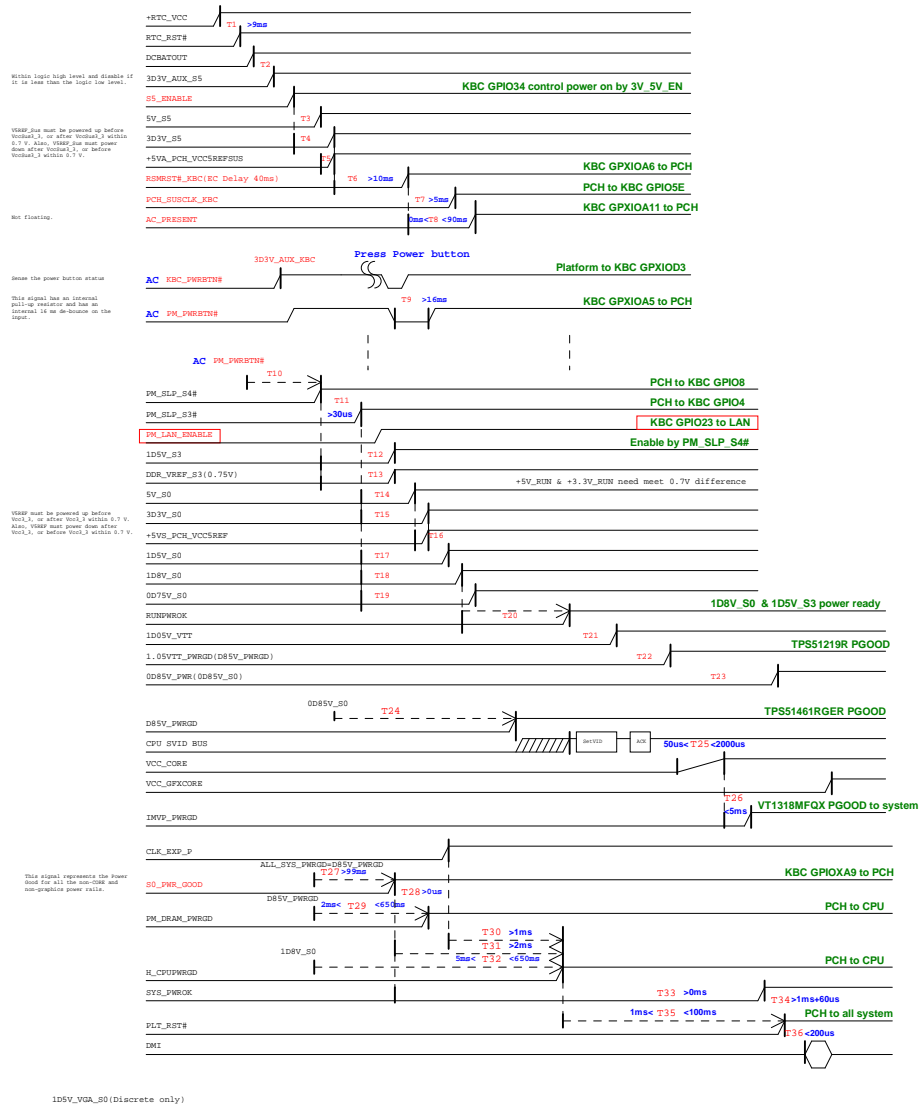 +RTC_VCC
T1 >9ms
RTC_RST#
DCBATOUT
T2
Within logic high level and disable if
it is less than the logic low level.
3D3V_AUX_S5
KBC GPIO34 control power on by 3V_5V_EN
S5_ENABLE
5V_S5
T3
V5REF_Sus must be powered up before
VccSus3_3, or after VccSus3_3 within
0.7 V. Also, V5REF_Sus must power
down after VccSus3_3, or before
VccSus3_3 within 0.7 V.
3D3V_S5
T4
+5VA_PCH_VCC5REFSUS
T5
KBC GPXIOA6 to PCH
RSMRST#_KBC(EC Delay 40ms)
T6 >10ms
PCH to KBC GPIO5E
PCH_SUSCLK_KBC
T7 >5ms
KBC GPXIOA11 to PCH
Not floating.
AC_PRESENT
0ms< T8 <90ms
Press Power button
3D3V_AUX_KBC
Platform to KBC GPXIOD3
Sense the power button status
AC KBC_PWRBTN#
This signal has an internal
pull-up resistor and has an
internal 16 ms de-bounce on the
input.
T9 >16ms
KBC GPXIOA5 to PCH
AC PM_PWRBTN#
AC PM_PWRBTN#
T10
PCH to KBC GPIO8
PM_SLP_S4#
T11
PCH to KBC GPIO4
PM_SLP_S3#
>30us
KBC GPIO23 to LAN
PM_LAN_ENABLE
Enable by PM_SLP_S4#
1D5V_S3
T12
DDR_VREF_S3(0.75V)
T13
+5V_RUN & +3.3V_RUN need meet 0.7V difference
5V_S0
T14
V5REF must be powered up before
Vcc3_3, or after Vcc3_3 within 0.7 V.
Also, V5REF must power down after
Vcc3_3, or before Vcc3_3 within 0.7 V.
3D3V_S0
T15
+5VS_PCH_VCC5REF
T16
1D5V_S0
T17
1D8V_S0
T18
0D75V_S0
T19
1D8V_S0 & 1D5V_S3 power ready
RUNPWROK
T20
1D05V_VTT
T21
TPS51219R PGOOD
1.05VTT_PWRGD(D85V_PWRGD)
T22
0D85V_PWR(0D85V_S0)
T23
0D85V_S0
T24
TPS51461RGER PGOOD
D85V_PWRGD
CPU SVID BUS
SetVID
ACK
50us< T25 <2000us
VCC_CORE
VCC_GFXCORE
T26
<5ms
VT1318MFQX PGOOD to system
IMVP_PWRGD
CLK_EXP_P
ALL_SYS_PWRGD=D85V_PWRGD
T27 >99ms
KBC GPIOXA9 to PCH
This signal represents the Power
Good for all the non-CORE and
non-graphics power rails.
S0_PWR_GOOD
T28 >0us
D85V_PWRGD
2ms< T29 <650ms
PCH to CPU
PM_DRAM_PWRGD
T30 >1ms
T31 >2ms
1D8V_S0
5ms< T32 <650ms
PCH to CPU
H_CPUPWRGD
SYS_PWROK
T33 >0ms
T34 >1ms+60us
1ms< T35 <100ms
PCH to all system
PLT_RST#
T36 <200us
DMI
1D5V_VGA_S0(Discrete only)